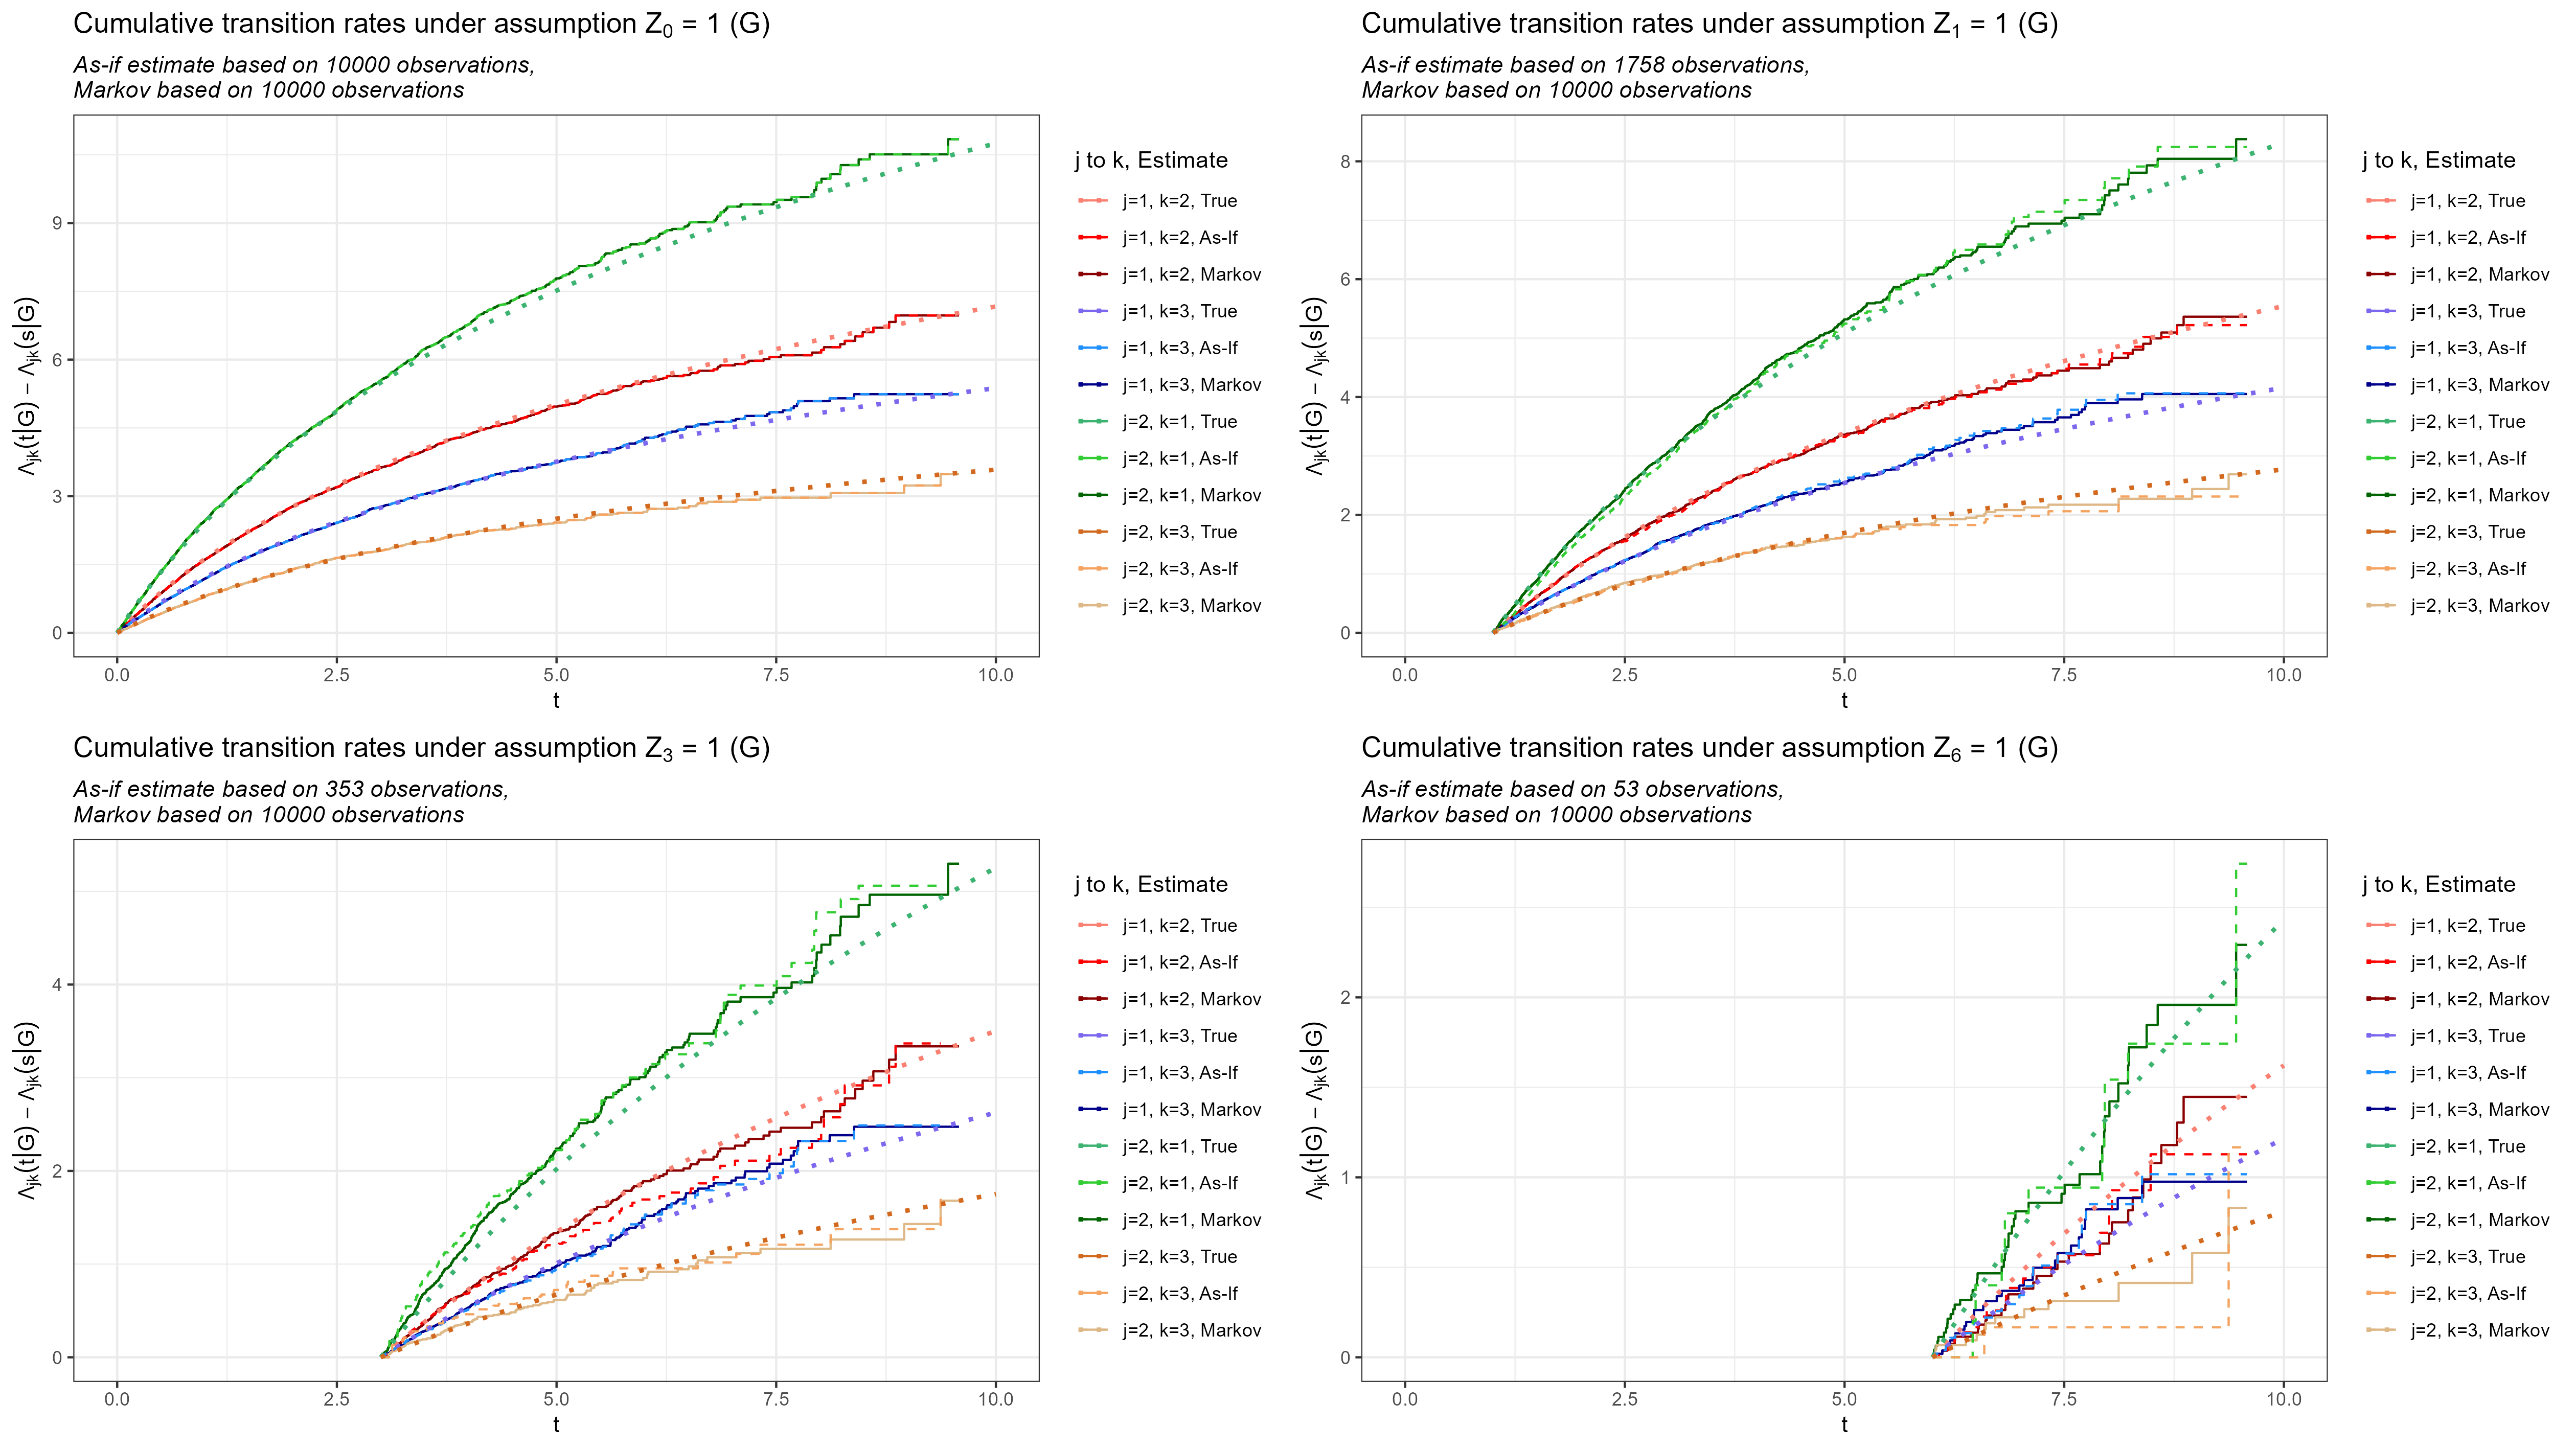 Cumulative transition rates under assumption Z₀ = 1 (G)
As-if estimate based on 10000 observations,
Markov based on 10000 observations
Λjk(t|G) − Λjk(s|G)
9
6
3
0
0.0 2.5 5.0 7.5 10.0
t
j to k, Estimate
j=1, k=2, True
j=1, k=2, As-If
j=1, k=2, Markov
j=1, k=3, True
j=1, k=3, As-If
j=1, k=3, Markov
j=2, k=1, True
j=2, k=1, As-If
j=2, k=1, Markov
j=2, k=3, True
j=2, k=3, As-If
j=2, k=3, Markov
Cumulative transition rates under assumption Z₁ = 1 (G)
As-if estimate based on 1758 observations,
Markov based on 10000 observations
Λjk(t|G) − Λjk(s|G)
8
6
4
2
0
0.0 2.5 5.0 7.5 10.0
t
j to k, Estimate
j=1, k=2, True
j=1, k=2, As-If
j=1, k=2, Markov
j=1, k=3, True
j=1, k=3, As-If
j=1, k=3, Markov
j=2, k=1, True
j=2, k=1, As-If
j=2, k=1, Markov
j=2, k=3, True
j=2, k=3, As-If
j=2, k=3, Markov
Cumulative transition rates under assumption Z₃ = 1 (G)
As-if estimate based on 353 observations,
Markov based on 10000 observations
Λjk(t|G) − Λjk(s|G)
4
2
0
0.0 2.5 5.0 7.5 10.0
t
j to k, Estimate
j=1, k=2, True
j=1, k=2, As-If
j=1, k=2, Markov
j=1, k=3, True
j=1, k=3, As-If
j=1, k=3, Markov
j=2, k=1, True
j=2, k=1, As-If
j=2, k=1, Markov
j=2, k=3, True
j=2, k=3, As-If
j=2, k=3, Markov
Cumulative transition rates under assumption Z₆ = 1 (G)
As-if estimate based on 53 observations,
Markov based on 10000 observations
Λjk(t|G) − Λjk(s|G)
2
1
0
0.0 2.5 5.0 7.5 10.0
t
j to k, Estimate
j=1, k=2, True
j=1, k=2, As-If
j=1, k=2, Markov
j=1, k=3, True
j=1, k=3, As-If
j=1, k=3, Markov
j=2, k=1, True
j=2, k=1, As-If
j=2, k=1, Markov
j=2, k=3, True
j=2, k=3, As-If
j=2, k=3, Markov